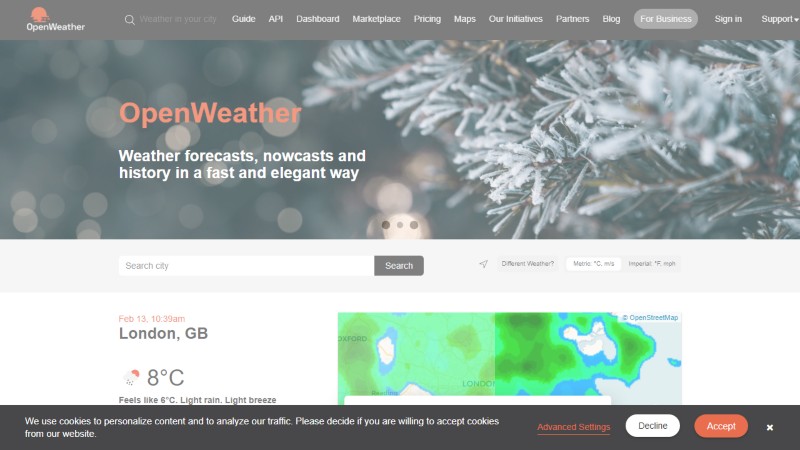 OpenWeather
Weather in your city
Guide
API
Dashboard
Marketplace
Pricing
Maps
Our Initiatives
Partners
Blog
For Business
Sign in
Support
OpenWeather
Weather forecasts, nowcasts and
history in a fast and elegant way
Search city
Search
Different Weather?
Metric: °C, m/s
Imperial: °F, mph
Feb 13, 10:39am
London, GB
8°C
Feels like 6°C. Light rain. Light breeze
© OpenStreetMap
OXFORD
LONDON
Reading
We use cookies to personalize content and to analyze our traffic. Please decide if you are willing to accept cookies
from our website.
Advanced Settings
Decline
Accept